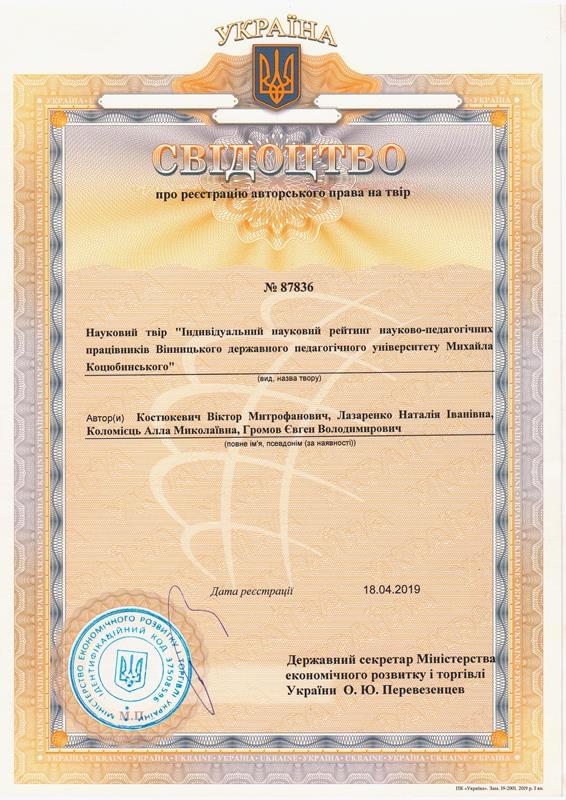 УКРАЇНА
СВІДОЦТВО
про реєстрацію авторського права на твір
№ 87836
Науковий твір "Індивідуальний науковий рейтинг науково-педагогічних
працівників Вінницького державного педагогічного університету Михайла
Коцюбинського"
(вид, назва твору)
Автор(и) Костюкевич Віктор Митрофанович, Лазаренко Наталія Іванівна,
Коломієць Алла Миколаївна, Громов Євген Володимирович
(повне ім'я, псевдонім (за наявності))
Дата реєстрації 18.04.2019
Державний секретар Міністерства
економічного розвитку і торгівлі
України О. Ю. Перевезенцев
МІНІСТЕРСТВО ЕКОНОМІЧНОГО РОЗВИТКУ І ТОРГІВЛІ УКРАЇНИ
ІДЕНТИФІКАЦІЙНИЙ КОД 37508596
М.П.
ПК «Україна». Зам. 19-2001. 2019 р. I кв.